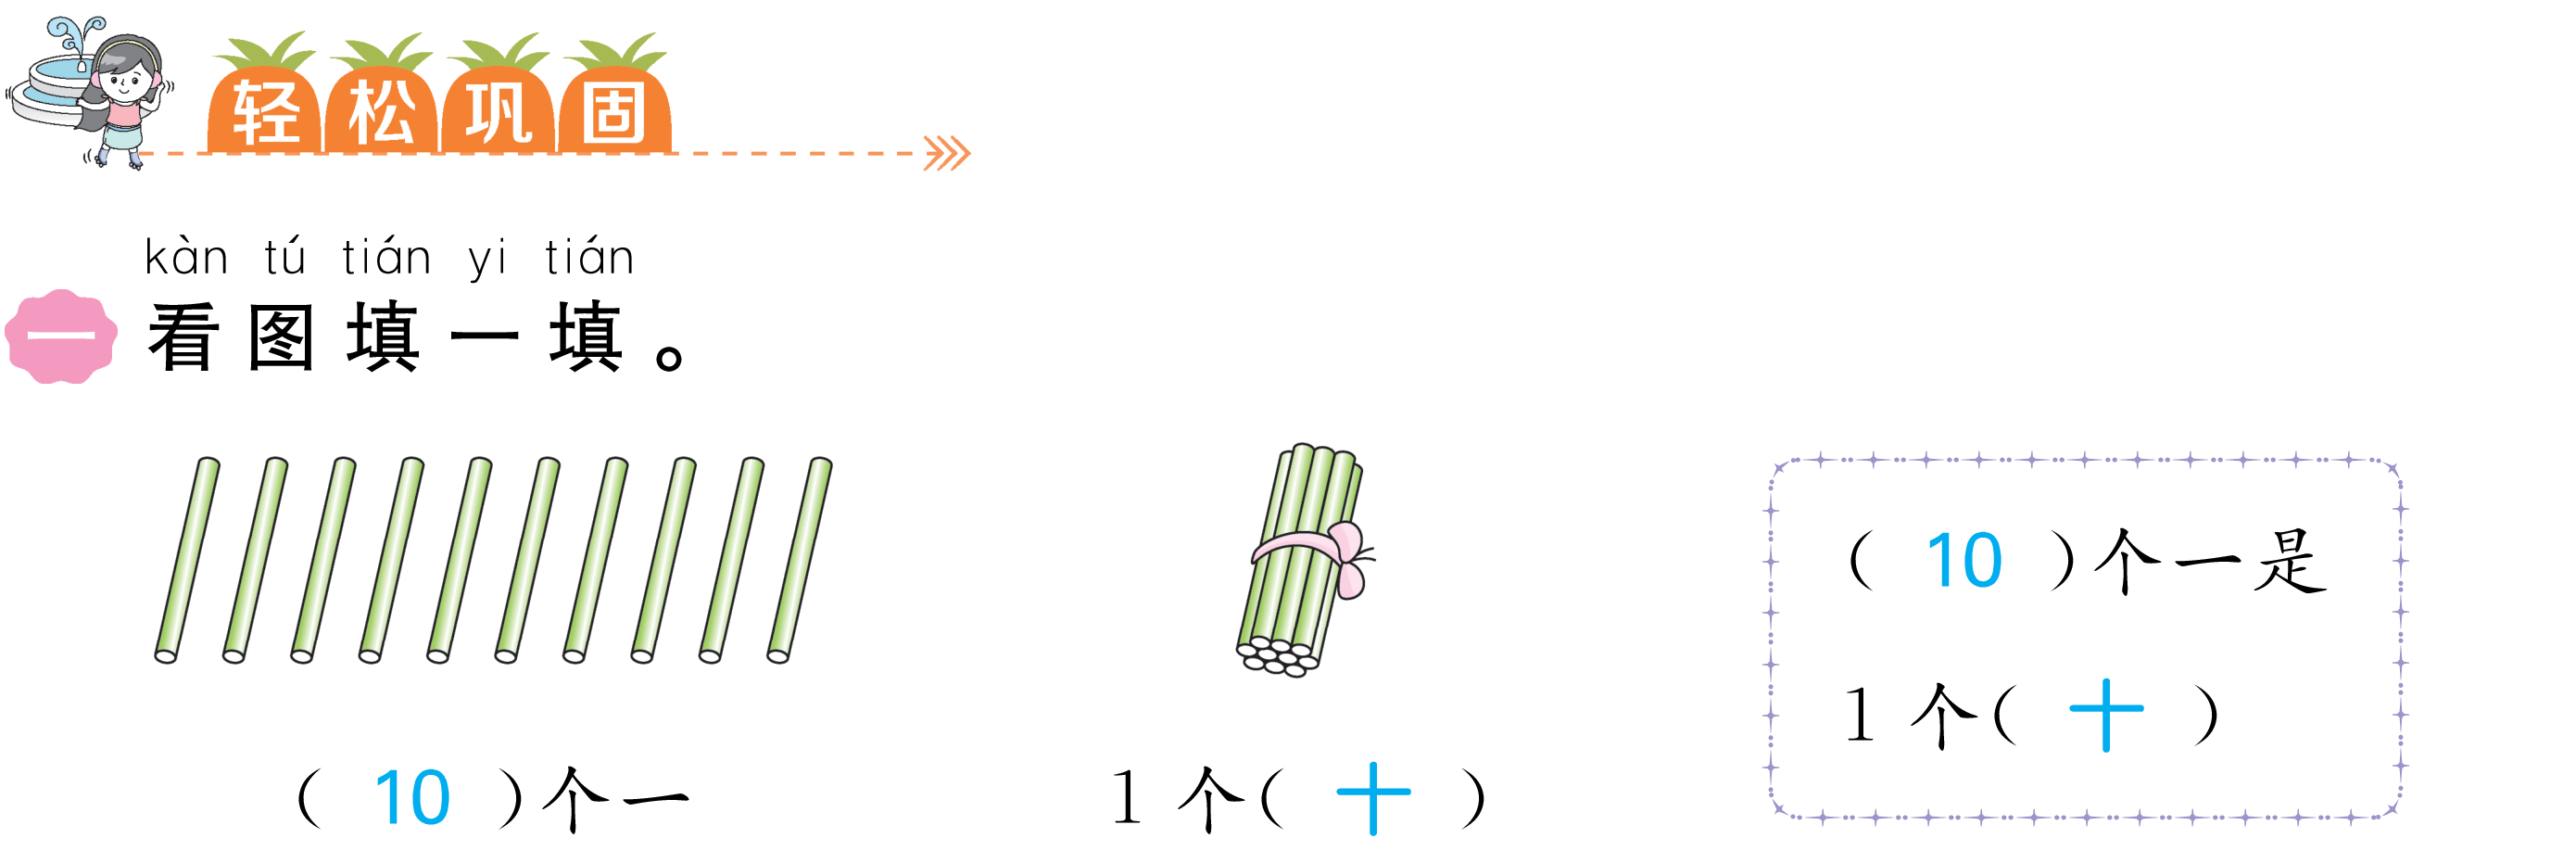 轻松巩固
kàn tú tián yi tián
一 看图填一填。
( 10 )个一
1 个( 十 )
( 10 )个一是
1 个( 十 )